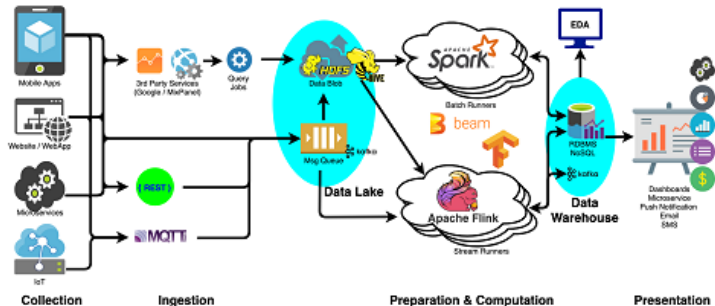 Mobile Apps
Website / WebApp
Microservices
IoT
3rd Party Services
(Google / MixPanel)
Query
Jobs
{ REST }
MQTT
HDFS
HIVE
Data Blob
Msg Queue
kafka
Data Lake
APACHE
Spark
Batch Runners
beam
Apache Flink
Stream Runners
EDA
RDBMS
NoSQL
kafka
Data
Warehouse
$
Dashboards
Microservice
Push Notification
Email
SMS
Collection
Ingestion
Preparation & Computation
Presentation